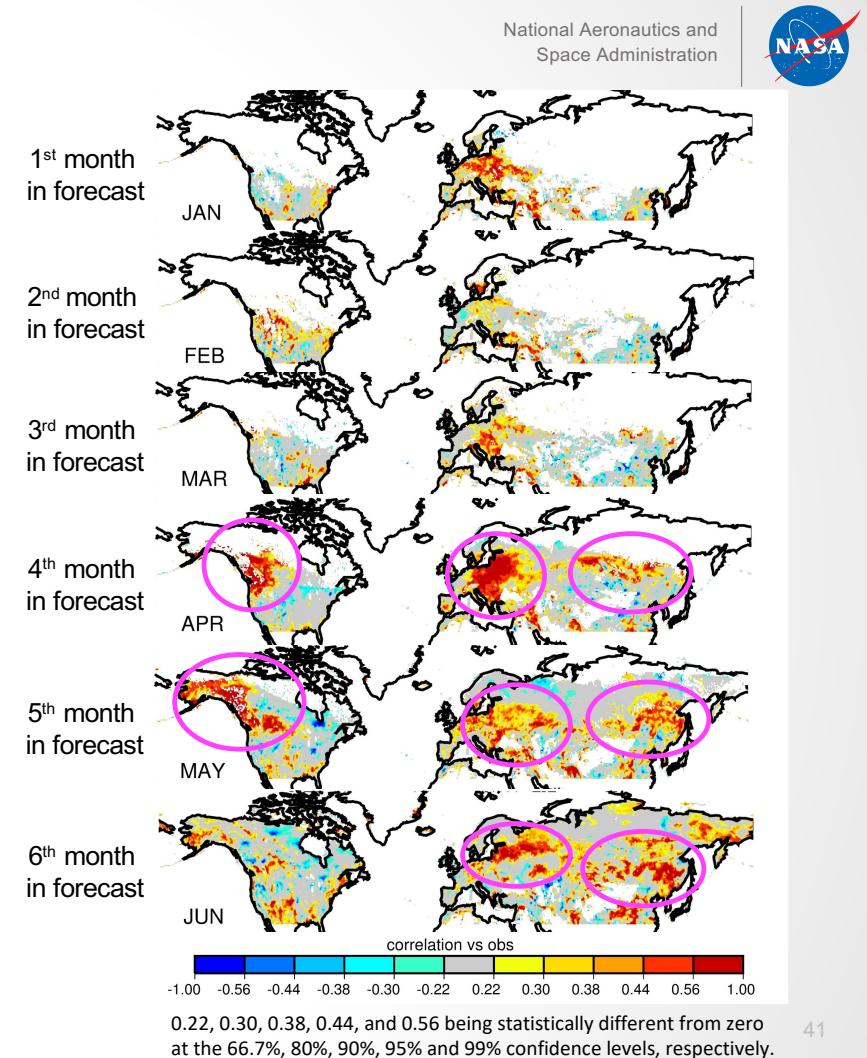 National Aeronautics and
Space Administration
NASA
1st month
in forecast
JAN
2nd month
in forecast
FEB
3rd month
in forecast
MAR
4th month
in forecast
APR
5th month
in forecast
MAY
6th month
in forecast
JUN
correlation vs obs
-1.00 -0.56 -0.44 -0.38 -0.30 -0.22 0.22 0.30 0.38 0.44 0.56 1.00
0.22, 0.30, 0.38, 0.44, and 0.56 being statistically different from zero
at the 66.7%, 80%, 90%, 95% and 99% confidence levels, respectively.
41